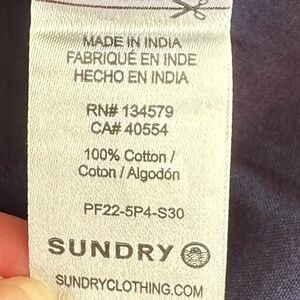 MADE IN INDIA
FABRIQUÉ EN INDE
HECHO EN INDIA
RN# 134579
CA# 40554
100% Cotton /
Coton / Algodón
PF22-5P4-S30
SUNDRY
SUNDRYCLOTHING.COM